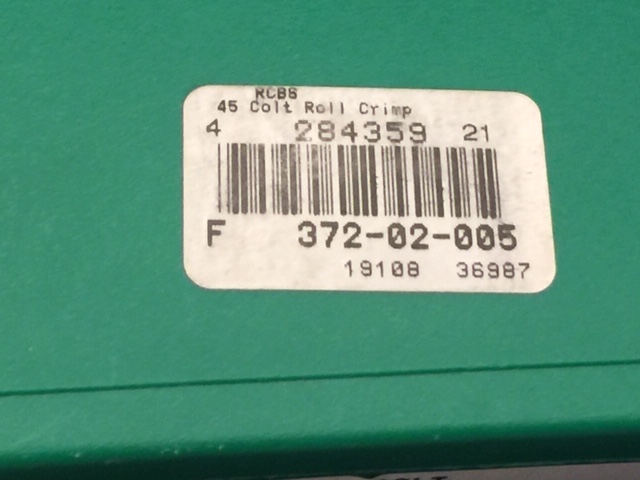 RCBS
45 Colt Roll Crimp
4 284359 21
F 372-02-005
19108 36987